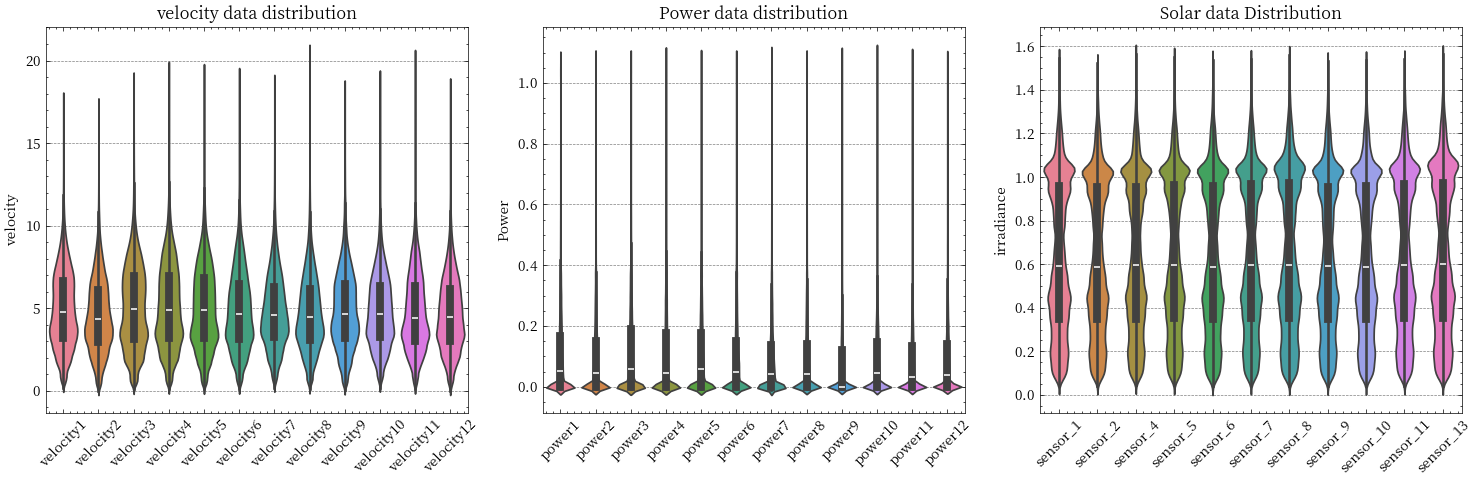 velocity data distribution
velocity
20
15
10
5
0
velocity1
velocity2
velocity3
velocity4
velocity5
velocity6
velocity7
velocity8
velocity9
velocity10
velocity11
velocity12
Power data distribution
Power
1.0
0.8
0.6
0.4
0.2
0.0
power1
power2
power3
power4
power5
power6
power7
power8
power9
power10
power11
power12
Solar data Distribution
irradiance
1.6
1.4
1.2
1.0
0.8
0.6
0.4
0.2
0.0
sensor_1
sensor_2
sensor_4
sensor_5
sensor_6
sensor_7
sensor_8
sensor_9
sensor_10
sensor_11
sensor_13